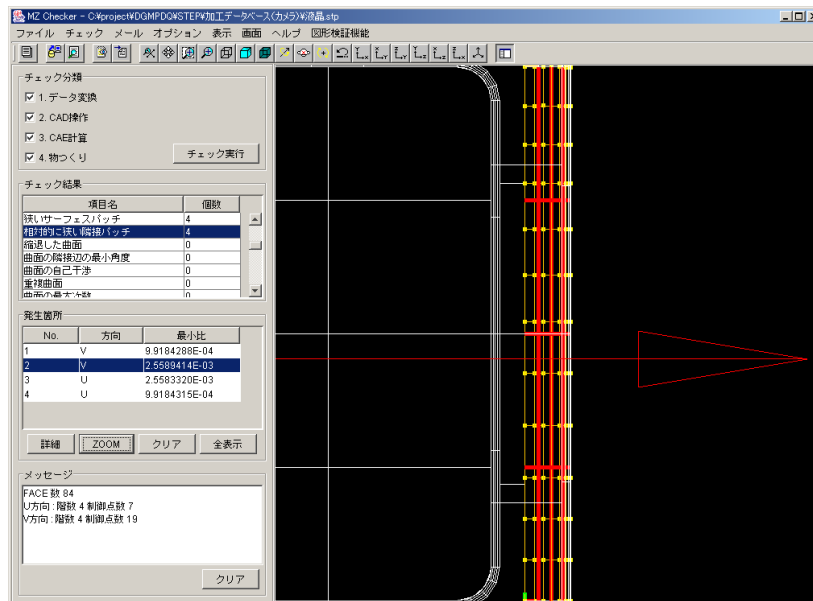 MZ Checker - C:¥project¥DGMPDQ¥STEP¥加工データベース(カメラ)¥液晶.stp
ファイル チェック メール オプション 表示 画面 ヘルプ 図形検証機能
チェック分類
1. データ変換
2. CAD操作
3. CAE計算
4. 物つくり
チェック実行
チェック結果
項目名 個数
狭いサーフェスパッチ 4
相対的に狭い隣接パッチ 4
縮退した曲面 0
曲面の隣接辺の最小角度 0
曲面の自己干渉 0
重複曲面 0
曲面の最大次数 0
発生箇所
No. 方向 最小比
1 V 9.9184288E-04
2 V 2.5589414E-03
3 U 2.5583320E-03
4 U 9.9184315E-04
詳細 ZOOM クリア 全表示
メッセージ
FACE 数 84
U方向 : 階数 4 制御点数 7
V方向 : 階数 4 制御点数 19
クリア